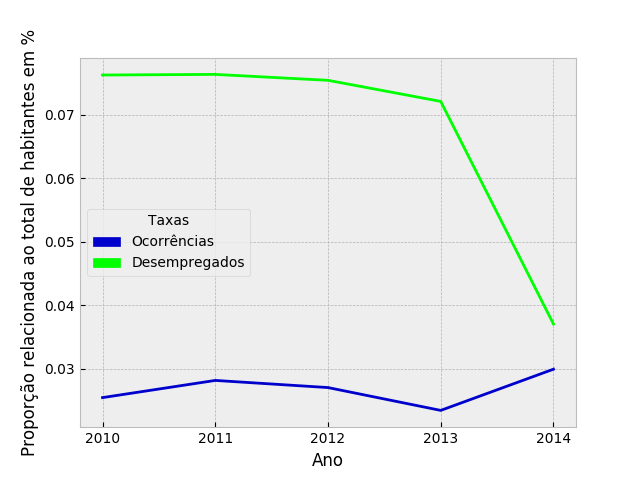 Proporção relacionada ao total de habitantes em %
0.07
0.06
0.05
0.04
0.03
Taxas
Ocorrências
Desempregados
2010 2011 2012 2013 2014
Ano